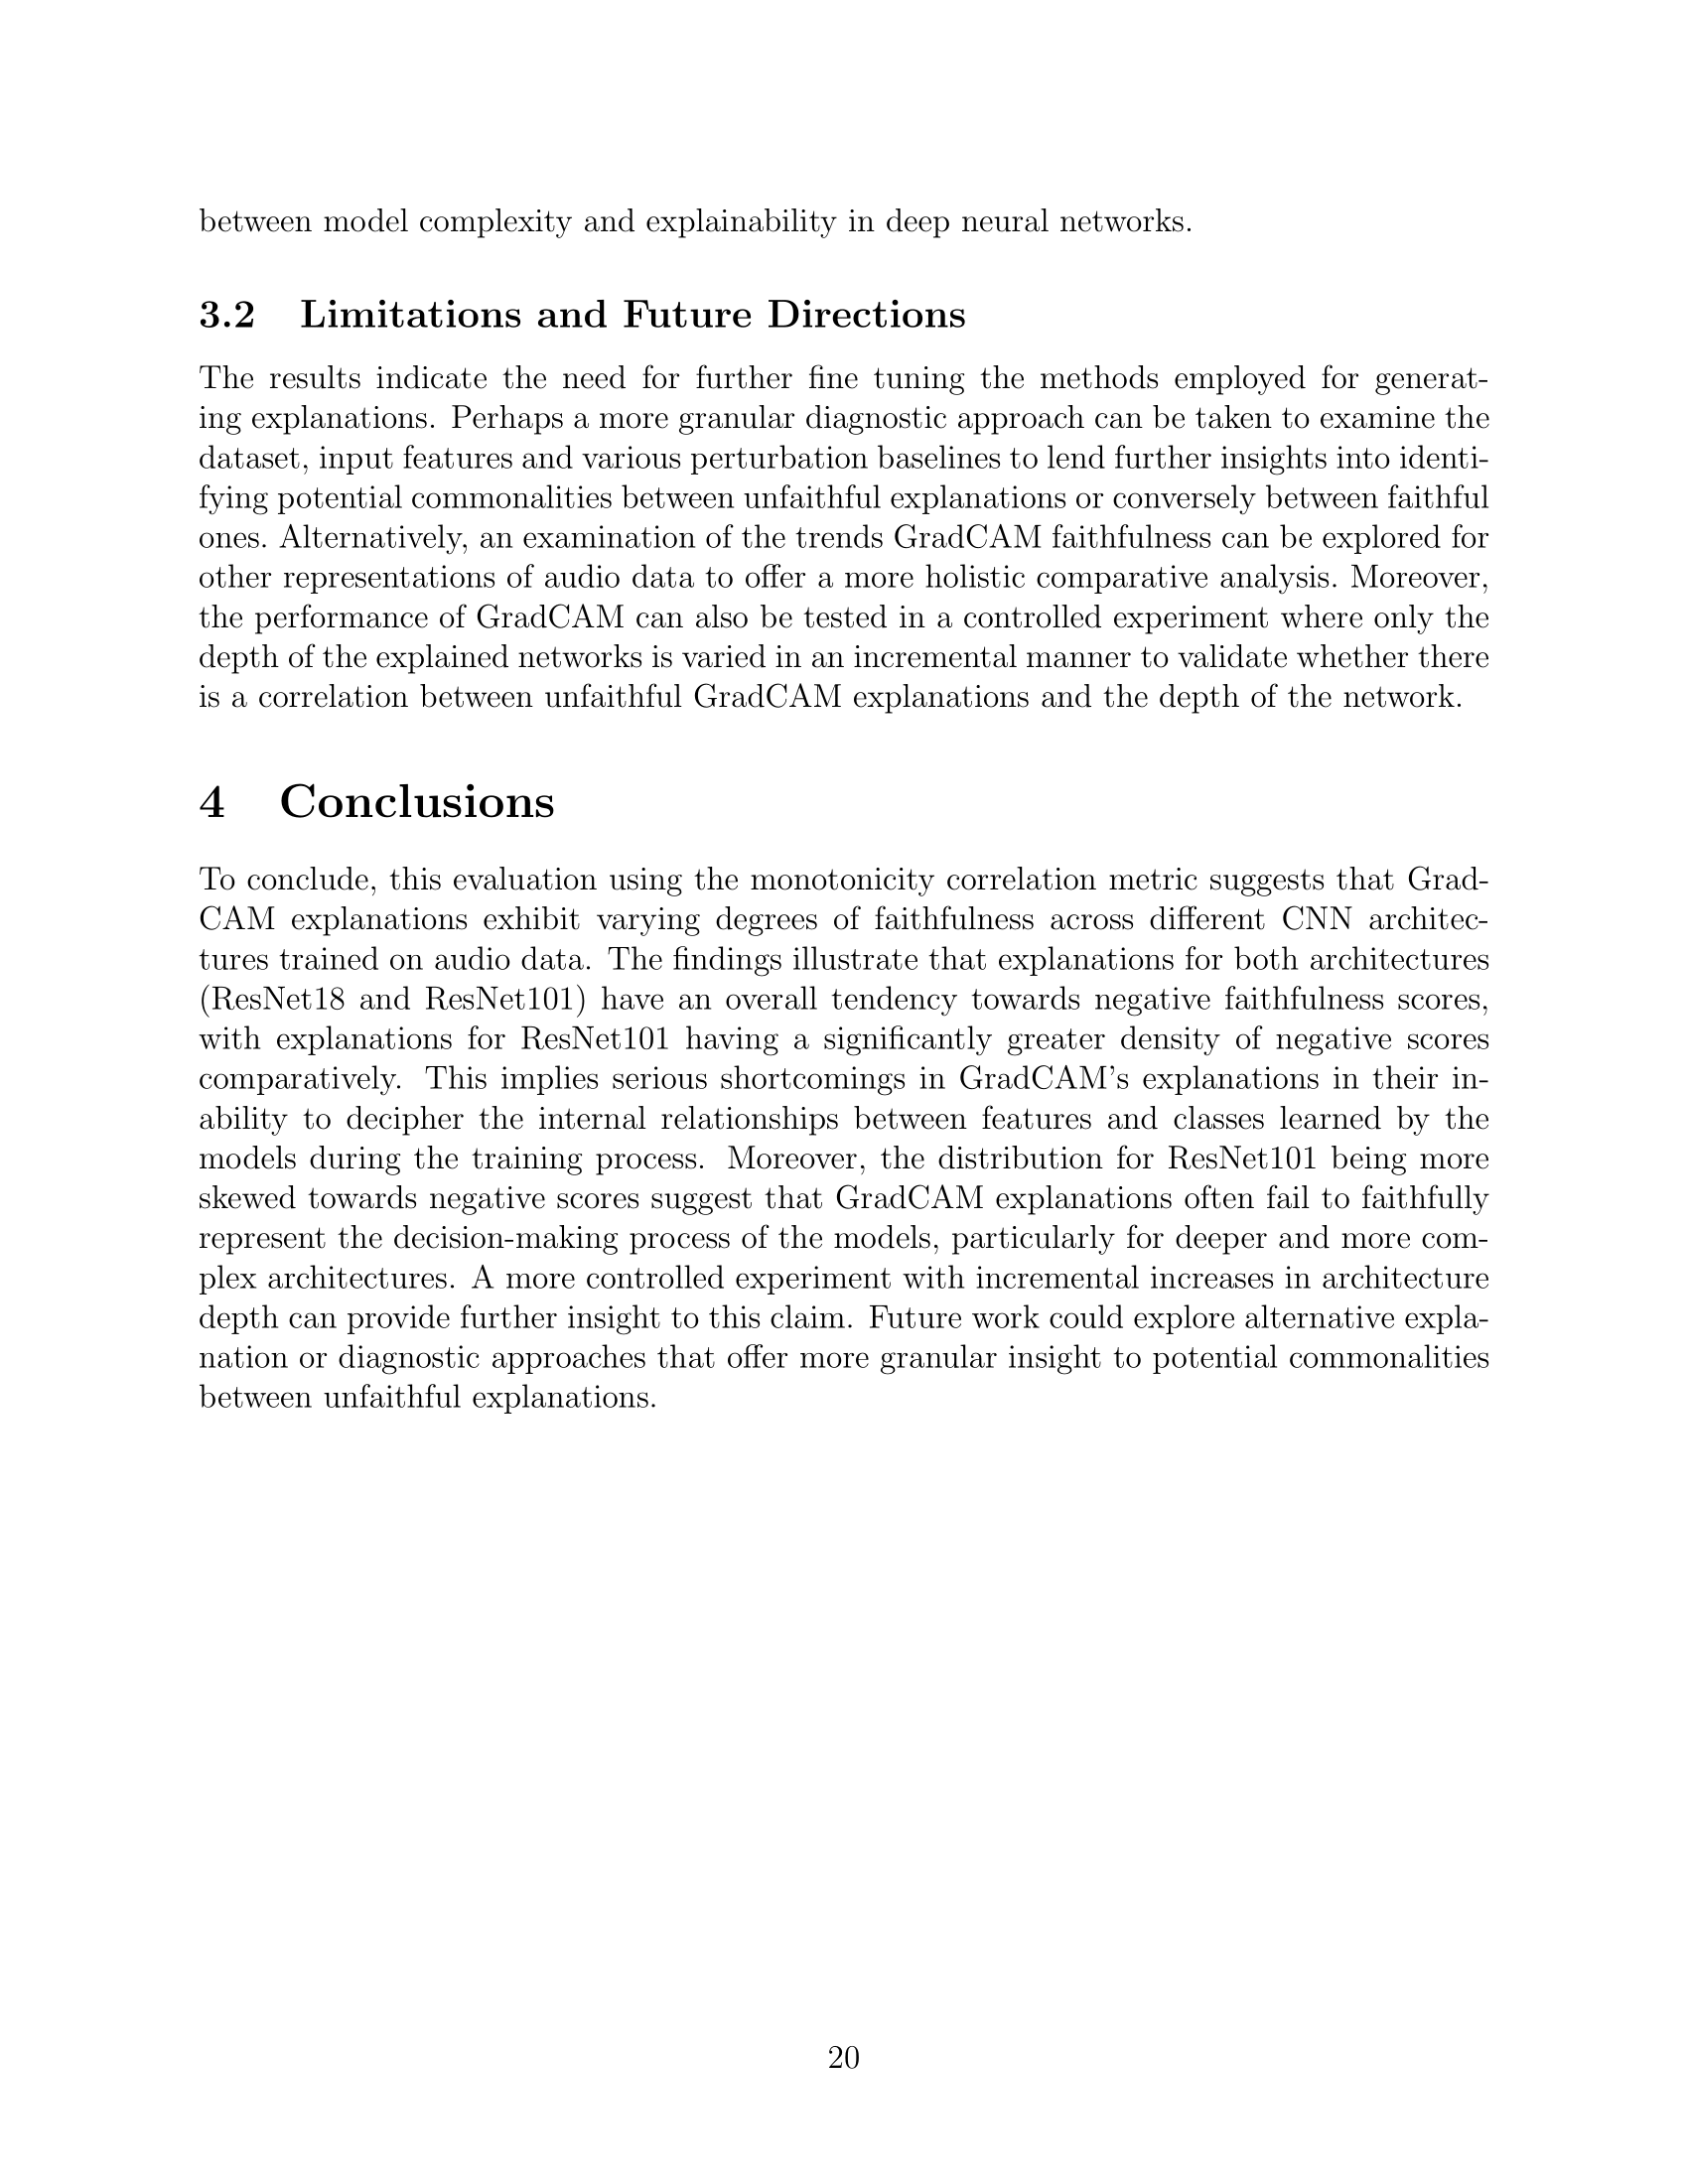 between model complexity and explainability in deep neural networks.
3.2 Limitations and Future Directions
The results indicate the need for further fine tuning the methods employed for generat-
ing explanations. Perhaps a more granular diagnostic approach can be taken to examine the
dataset, input features and various perturbation baselines to lend further insights into identi-
fying potential commonalities between unfaithful explanations or conversely between faithful
ones. Alternatively, an examination of the trends GradCAM faithfulness can be explored for
other representations of audio data to offer a more holistic comparative analysis. Moreover,
the performance of GradCAM can also be tested in a controlled experiment where only the
depth of the explained networks is varied in an incremental manner to validate whether there
is a correlation between unfaithful GradCAM explanations and the depth of the network.
4 Conclusions
To conclude, this evaluation using the monotonicity correlation metric suggests that Grad-
CAM explanations exhibit varying degrees of faithfulness across different CNN architec-
tures trained on audio data. The findings illustrate that explanations for both architectures
(ResNet18 and ResNet101) have an overall tendency towards negative faithfulness scores,
with explanations for ResNet101 having a significantly greater density of negative scores
comparatively. This implies serious shortcomings in GradCAM's explanations in their in-
ability to decipher the internal relationships between features and classes learned by the
models during the training process. Moreover, the distribution for ResNet101 being more
skewed towards negative scores suggest that GradCAM explanations often fail to faithfully
represent the decision-making process of the models, particularly for deeper and more com-
plex architectures. A more controlled experiment with incremental increases in architecture
depth can provide further insight to this claim. Future work could explore alternative expla-
nation or diagnostic approaches that offer more granular insight to potential commonalities
between unfaithful explanations.
20